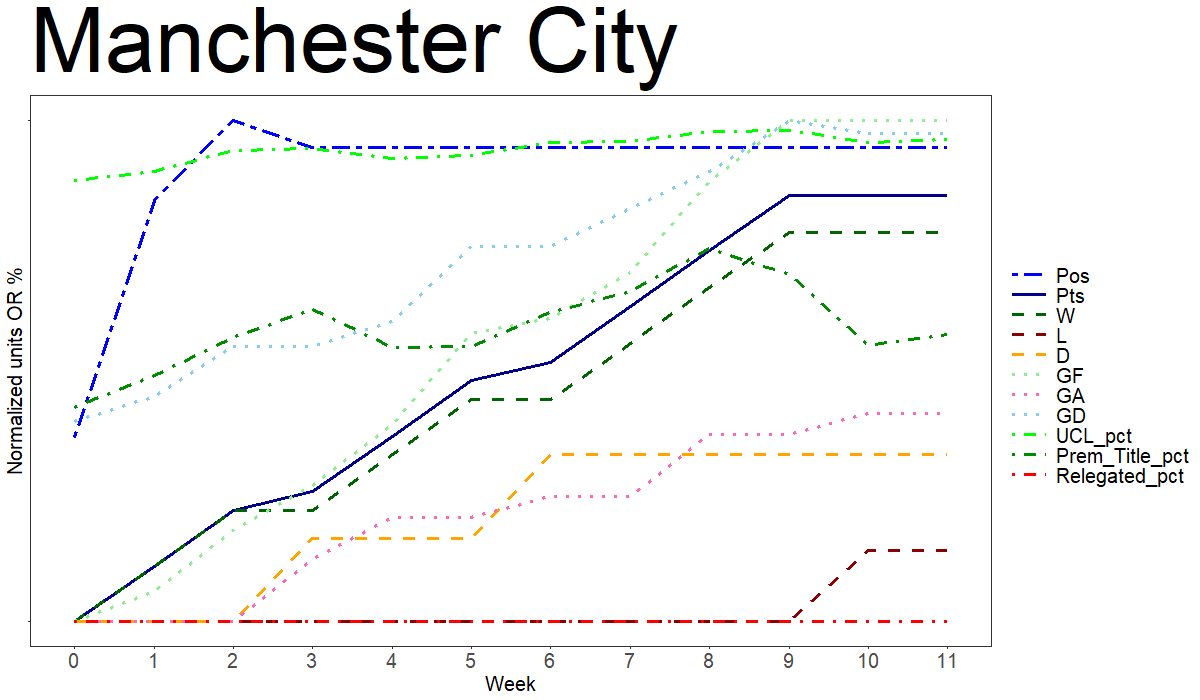 Manchester City
Normalized units OR %
0 1 2 3 4 5 6 7 8 9 10 11
Week
Pos
Pts
W
L
D
GF
GA
GD
UCL_pct
Prem_Title_pct
Relegated_pct